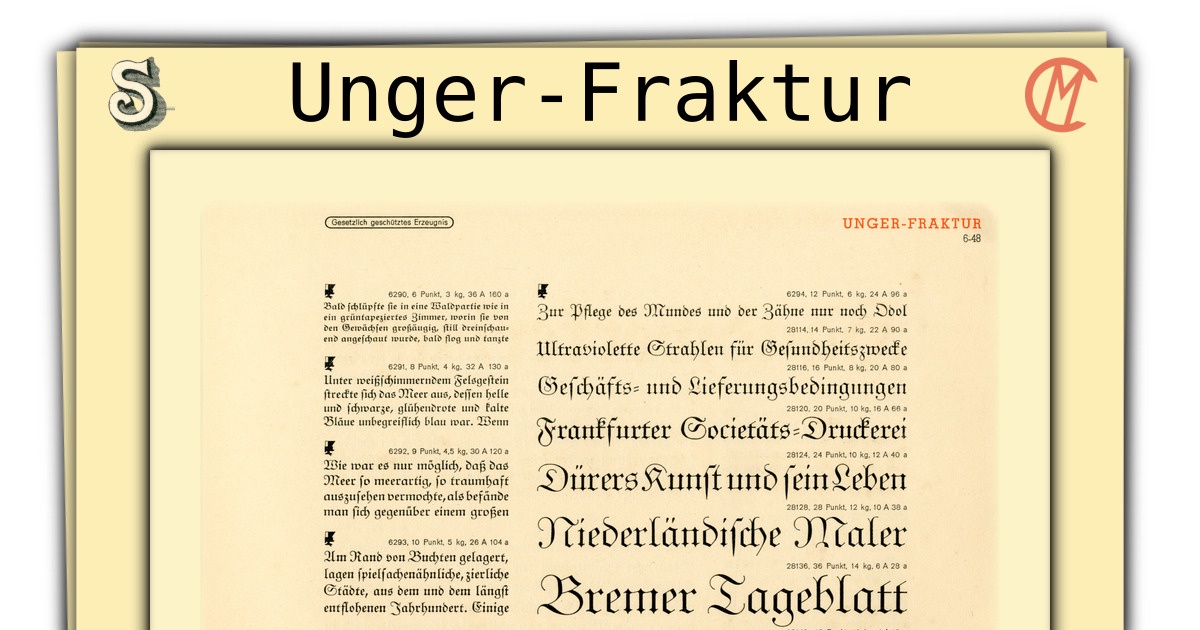 Unger-Fraktur
Gesetzlich geschütztes Erzeugnis
UNGER-FRAKTUR
6-48
6290, 6 Punkt, 3 kg, 36 A 160 a
Bald ſchlüpfte ſie in eine Waldpartie wie in
ein grüntapeziertes Zimmer, worin ſie von
den Gewächſen großäugig, ſtill dreinſchau-
end angeſchaut wurde, bald flog und tanzte
6291, 8 Punkt, 4 kg, 32 A 130 a
Unter weißſchimmerndem Felsgeſtein
ſtreckte ſich das Meer aus, deſſen helle
und ſchwarze, glühendrote und kalte
Bläue unbegreiflich blau war. Wenn
6292, 9 Punkt, 4,5 kg, 30 A 120 a
Wie war es nur möglich, daß das
Meer ſo meerartig, ſo traumhaft
auszuſehen vermochte, als befände
man ſich gegenüber einem großen
6293, 10 Punkt, 5 kg, 26 A 104 a
Am Rand von Buchten gelagert,
lagen ſpielſachenähnliche, zierliche
Städte, aus dem und dem längſt
entflohenen Jahrhundert. Einige
6294, 12 Punkt, 6 kg, 24 A 96 a
Zur Pflege des Mundes und der Zähne nur noch Odol
28114, 14 Punkt, 7 kg, 22 A 90 a
Ultraviolette Strahlen für Geſundheitszwecke
28116, 16 Punkt, 8 kg, 20 A 80 a
Geſchäfts- und Lieferungsbedingungen
28120, 20 Punkt, 10 kg, 16 A 66 a
Frankfurter Societäts-Druckerei
28124, 24 Punkt, 10 kg, 12 A 40 a
Dürers Kunſt und ſein Leben
28128, 28 Punkt, 12 kg, 10 A 38 a
Niederländiſche Maler
28136, 36 Punkt, 14 kg, 6 A 28 a
Bremer Tageblatt